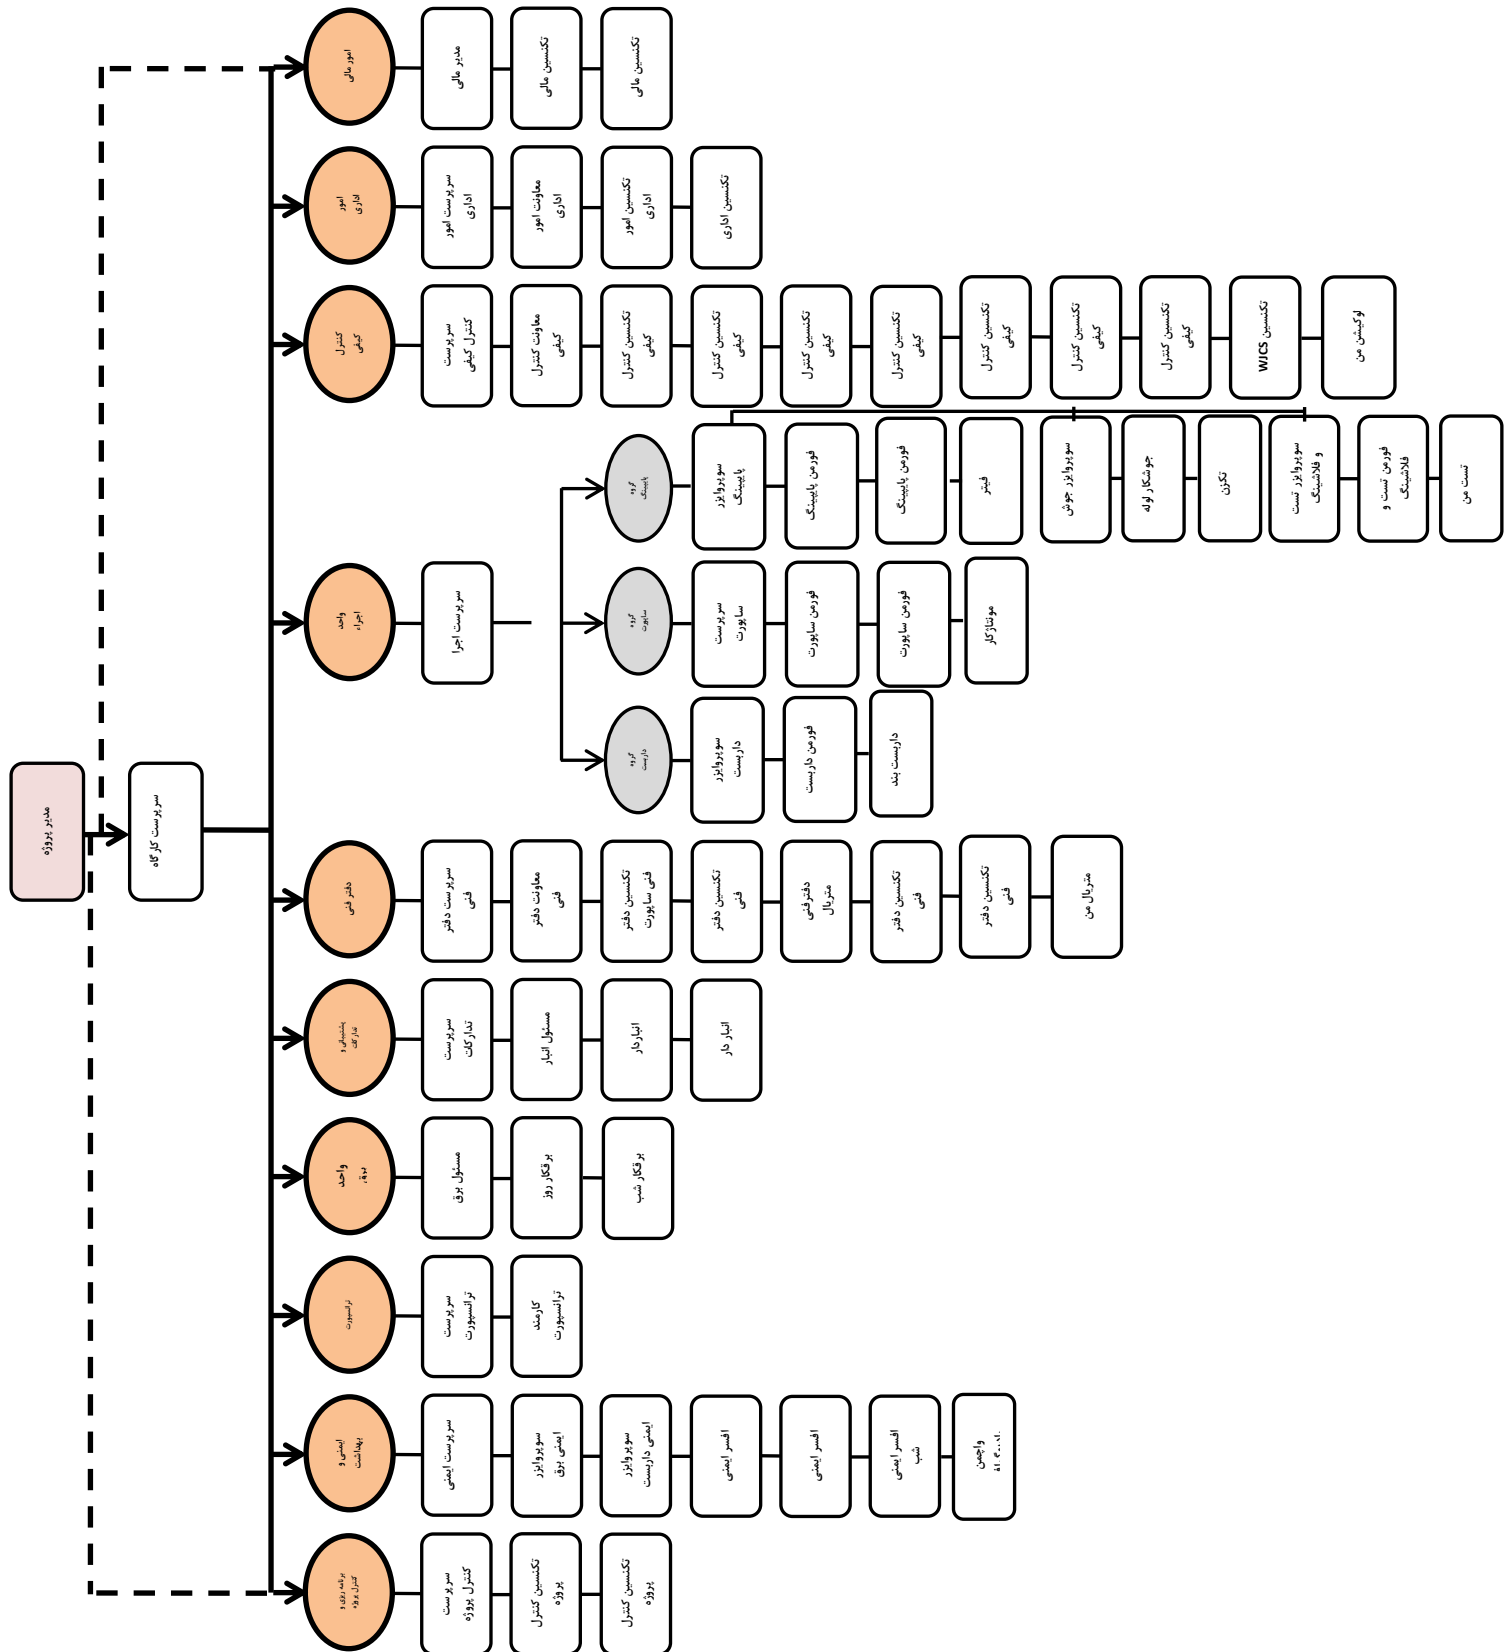 مدیر پروژه
سرپرست کارگاه
امور مالی
مدیر مالی
تکنسین مالی
تکنسین مالی
امور
اداری
سرپرست امور
اداری
معاونت امور
اداری
تکنسین امور
اداری
تکنسین اداری
کنترل
کیفی
سرپرست
کنترل کیفی
معاونت کنترل
کیفی
تکنسین کنترل
کیفی
تکنسین کنترل
کیفی
تکنسین کنترل
کیفی
تکنسین کنترل
کیفی
تکنسین کنترل
کیفی
تکنسین کنترل
کیفی
تکنسین کنترل
کیفی
تکنسین WJCS
لوکیشن من
واحد
اجراء
سرپرست اجرا
گروه
پایپینگ
سوپروایزر
پایپینگ
فورمن پایپینگ
فورمن پایپینگ
فیتر
سوپروایزر جوش
جوشکار لوله
تکزن
سوپروایزر تست
و فلاشینگ
فورمن تست و
فلاشینگ
تست من
گروه
ساپورت
سرپرست
ساپورت
فورمن ساپورت
فورمن ساپورت
مونتاژکار
گروه
داربست
سوپروایزر
داربست
فورمن داربست
داربست بند
دفتر فنی
سرپرست دفتر
فنی
معاونت دفتر
فنی
تکنسین دفتر
فنی ساپورت
تکنسین دفتر
فنی
دفترفنی
متریال
تکنسین دفتر
فنی
تکنسین دفتر
فنی
متریال من
پشتیبانی و
تدارکات
سرپرست
تدارکات
مسئول انبار
انباردار
انبار دار
واحد
برق
مسئول برق
برقکار روز
برقکار شب
ترانسپورت
سرپرست
ترانسپورت
کارمند
ترانسپورت
ایمنی و
بهداشت
سرپرست ایمنی
سوپروایزر
ایمنی برق
سوپروایزر
ایمنی داربست
افسر ایمنی
افسر ایمنی
افسر ایمنی
شب
واچمن
برنامه ریزی و
کنترل پروژه
سرپرست
کنترل پروژه
تکنسین کنترل
پروژه
تکنسین کنترل
پروژه